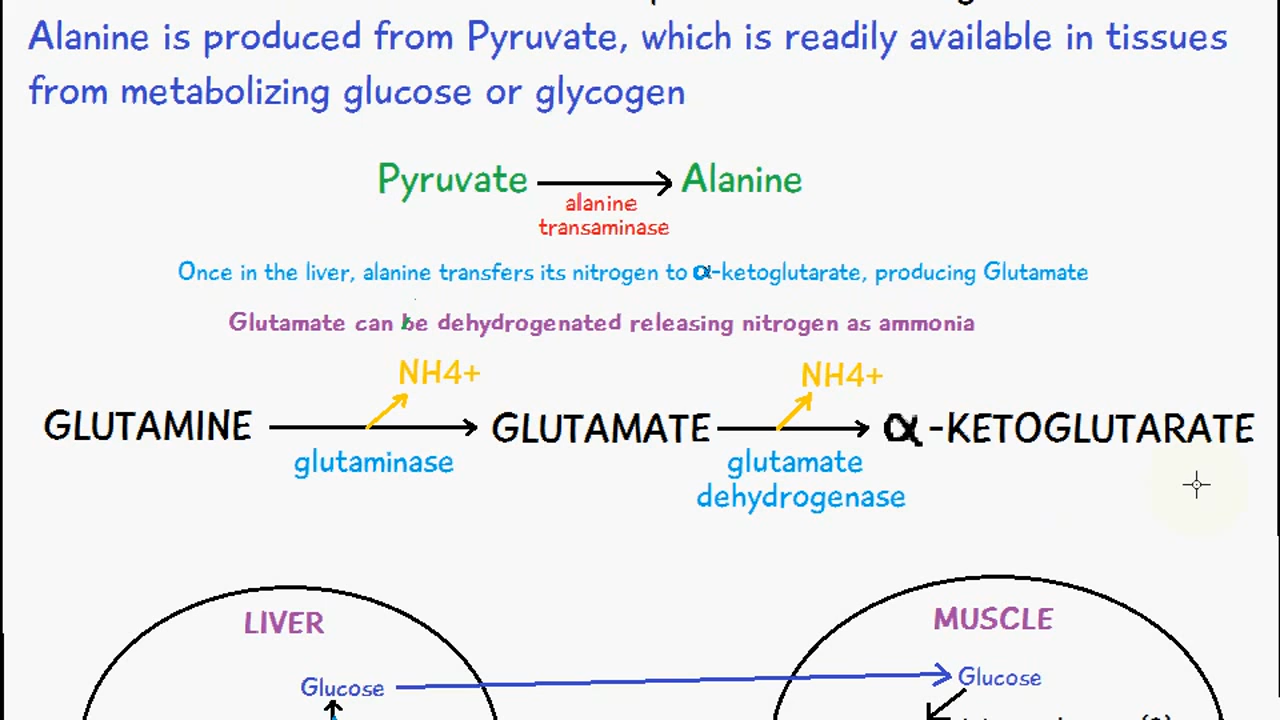 Alanine is produced from Pyruvate, which is readily available in tissues
from metabolizing glucose or glycogen
Pyruvate Alanine
alanine
transaminase
Once in the liver, alanine transfers its nitrogen to α-ketoglutarate, producing Glutamate
Glutamate can be dehydrogenated releasing nitrogen as ammonia
NH4+ NH4+
GLUTAMINE GLUTAMATE α-KETOGLUTARATE
glutaminase glutamate
dehydrogenase
LIVER MUSCLE
Glucose Glucose